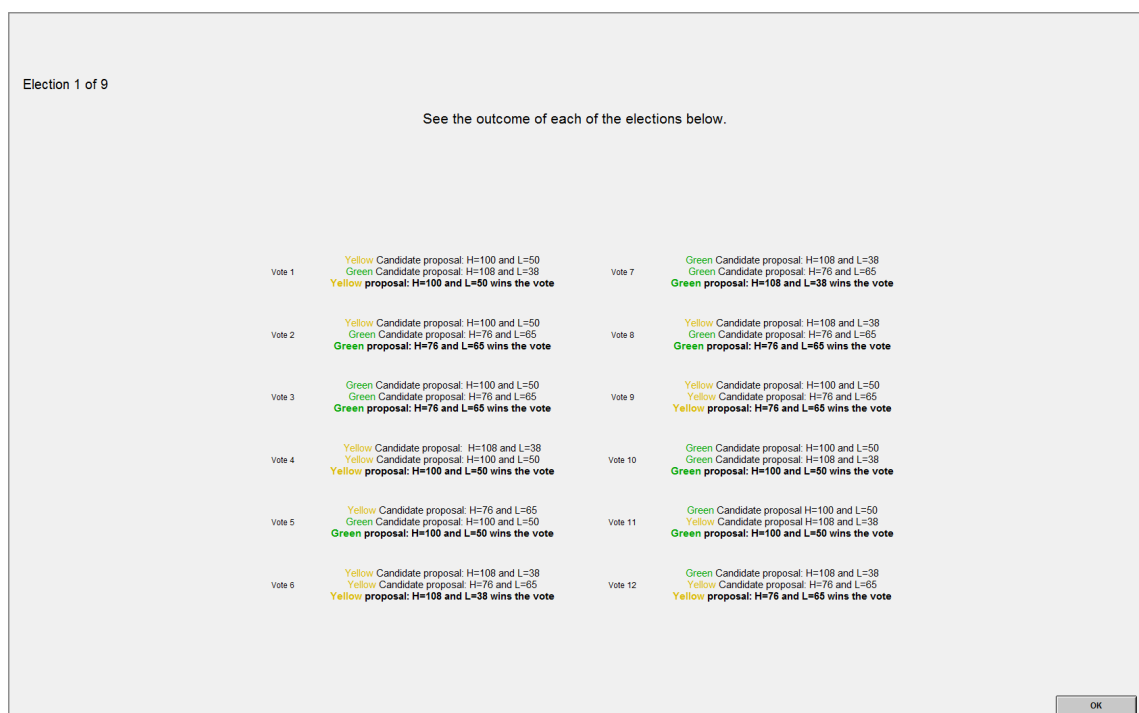 Election 1 of 9
See the outcome of each of the elections below.
Vote 1
Yellow Candidate proposal: H=100 and L=50
Green Candidate proposal: H=108 and L=38
Yellow proposal: H=100 and L=50 wins the vote
Vote 2
Yellow Candidate proposal: H=100 and L=50
Green Candidate proposal: H=76 and L=65
Green proposal: H=76 and L=65 wins the vote
Vote 3
Green Candidate proposal: H=100 and L=50
Green Candidate proposal: H=76 and L=65
Green proposal: H=76 and L=65 wins the vote
Vote 4
Yellow Candidate proposal: H=108 and L=38
Yellow Candidate proposal: H=100 and L=50
Yellow proposal: H=100 and L=50 wins the vote
Vote 5
Yellow Candidate proposal: H=76 and L=65
Green Candidate proposal: H=100 and L=50
Green proposal: H=100 and L=50 wins the vote
Vote 6
Yellow Candidate proposal: H=108 and L=38
Yellow Candidate proposal: H=76 and L=65
Yellow proposal: H=108 and L=38 wins the vote
Vote 7
Green Candidate proposal: H=108 and L=38
Green Candidate proposal: H=76 and L=65
Green proposal: H=108 and L=38 wins the vote
Vote 8
Yellow Candidate proposal: H=108 and L=38
Green Candidate proposal: H=76 and L=65
Green proposal: H=76 and L=65 wins the vote
Vote 9
Yellow Candidate proposal: H=100 and L=50
Yellow Candidate proposal: H=76 and L=65
Yellow proposal: H=76 and L=65 wins the vote
Vote 10
Green Candidate proposal: H=100 and L=50
Green Candidate proposal: H=108 and L=38
Green proposal: H=100 and L=50 wins the vote
Vote 11
Green Candidate proposal H=100 and L=50
Yellow Candidate proposal: H=108 and L=38
Green proposal: H=100 and L=50 wins the vote
Vote 12
Green Candidate proposal: H=108 and L=38
Yellow Candidate proposal: H=76 and L=65
Yellow proposal: H=76 and L=65 wins the vote
OK